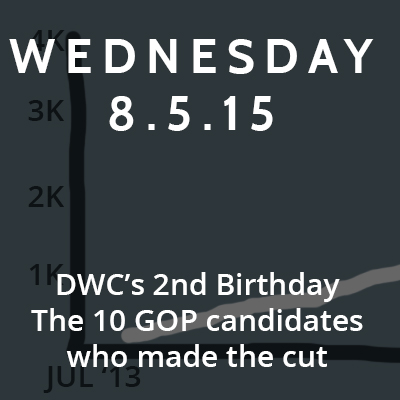 4K
WEDNESDAY
3K
8.5.15
2K
1K
DWC’s 2nd Birthday
The 10 GOP candidates
who made the cut
JUL ‘13